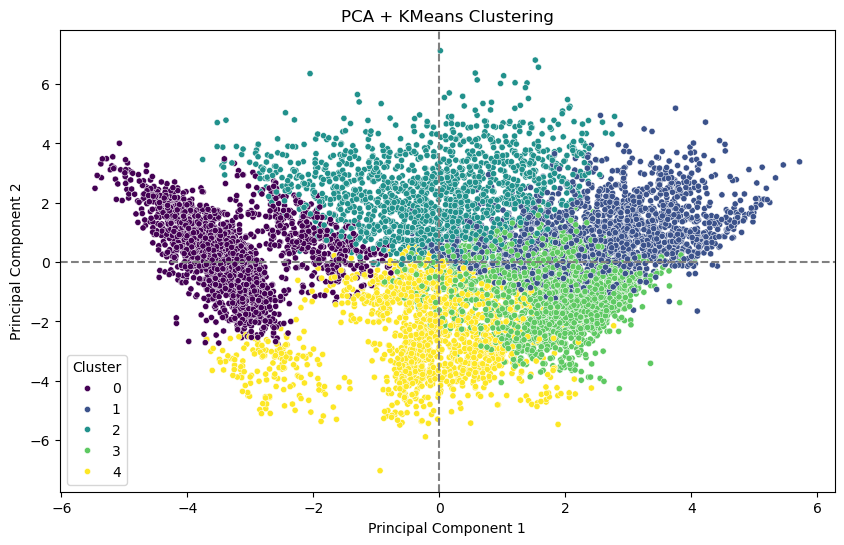 PCA + KMeans Clustering
Principal Component 2
6
4
2
0
−2
−4
−6
Cluster
0
1
2
3
4
−6 −4 −2 0 2 4 6
Principal Component 1